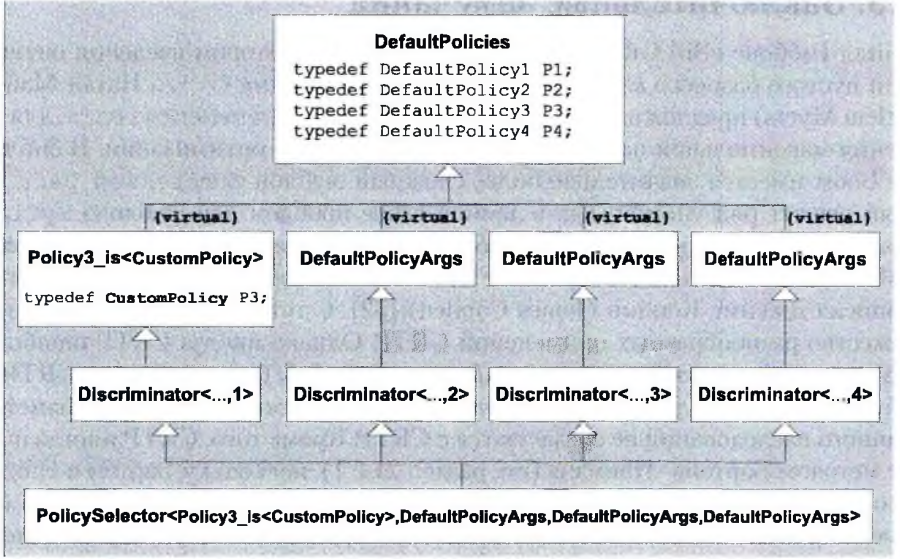 DefaultPolicies
typedef DefaultPolicy1 P1;
typedef DefaultPolicy2 P2;
typedef DefaultPolicy3 P3;
typedef DefaultPolicy4 P4;
{virtual} {virtual} {virtual} {virtual}
Policy3_is<CustomPolicy> DefaultPolicyArgs DefaultPolicyArgs DefaultPolicyArgs
typedef CustomPolicy P3;
Discriminator<...,1> Discriminator<...,2> Discriminator<...,3> Discriminator<...,4>
PolicySelector<Policy3_is<CustomPolicy>,DefaultPolicyArgs,DefaultPolicyArgs,DefaultPolicyArgs>